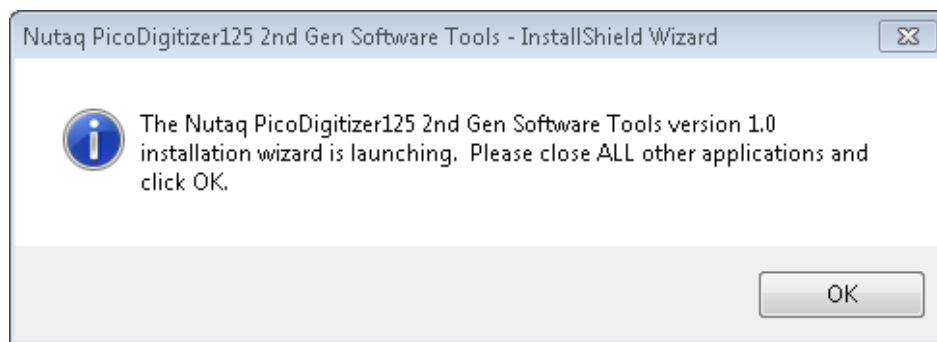 Nutaq PicoDigitizer125 2nd Gen Software Tools - InstallShield Wizard
The Nutaq PicoDigitizer125 2nd Gen Software Tools version 1.0
installation wizard is launching.  Please close ALL other applications and
click OK.
OK